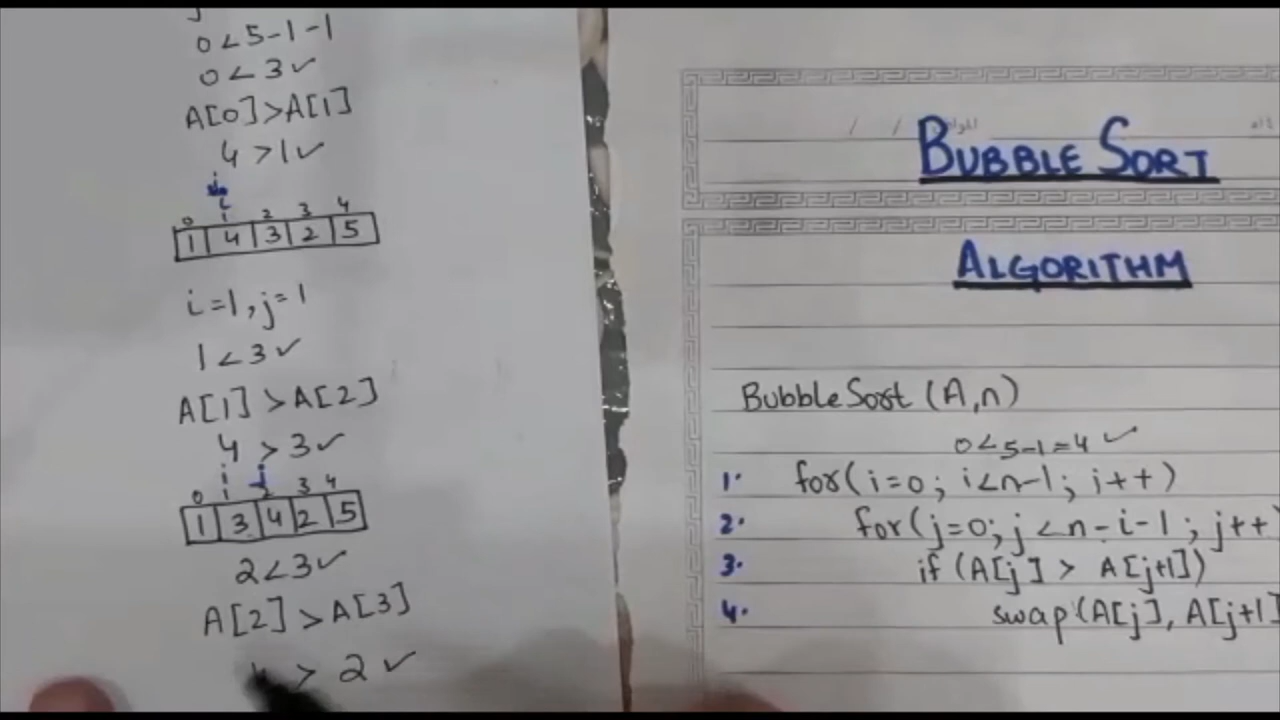 0<5-1-1
0<3✓
A[0]>A[1]
4>1✓
i
0 1 2 3 4
1 4 3 2 5
i=1, j=1
1<3✓
A[1]>A[2]
4>3✓
i j
0 1 2 3 4
1 3 4 2 5
2<3✓
A[2]>A[3]
> 2✓
/ /
BUBBLE SORT
ALGORITHM
BubbleSort (A,n)
0<5-1=4 ✓
1. for(i=0; i<n-1; i++)
2. for(j=0; j<n-i-1; j++)
3. if (A[j] > A[j+1])
4. swap(A[j], A[j+1]